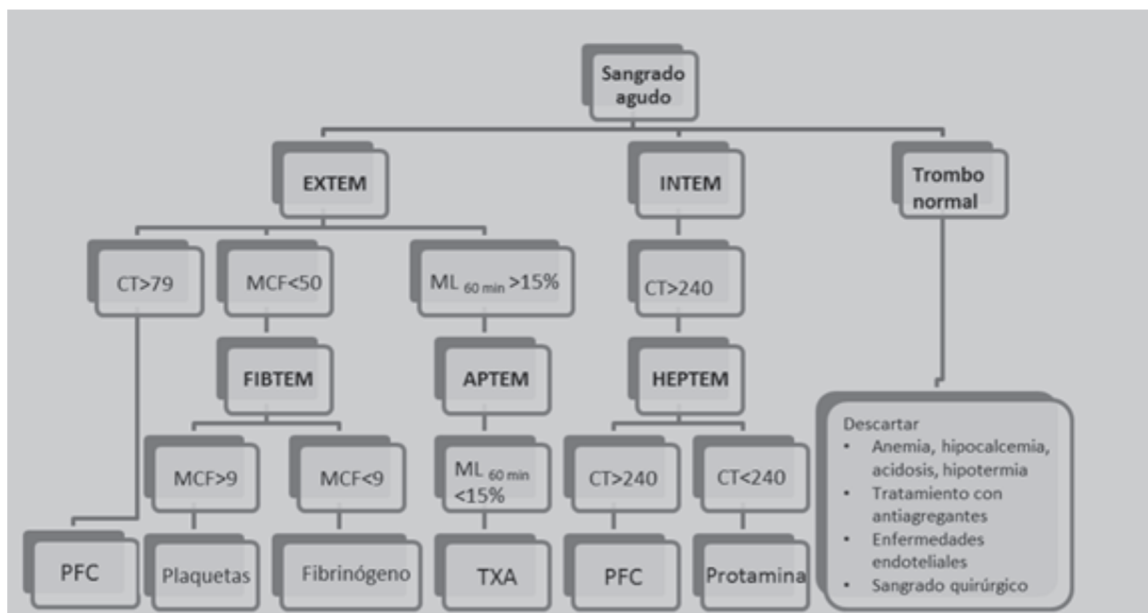 Sangrado
agudo
EXTEM
INTEM
Trombo
normal
CT>79
MCF<50
ML 60 min >15%
CT>240
FIBTEM
APTEM
HEPTEM
MCF>9
MCF<9
ML 60 min
<15%
CT>240
CT<240
PFC
Plaquetas
Fibrinógeno
TXA
PFC
Protamina
Descartar
• Anemia, hipocalcemia,
acidosis, hipotermia
• Tratamiento con
antiagregantes
• Enfermedades
endoteliales
• Sangrado quirúrgico